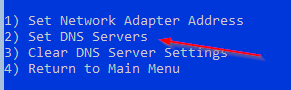 1) Set Network Adapter Address
2) Set DNS Servers
3) Clear DNS Server Settings
4) Return to Main Menu